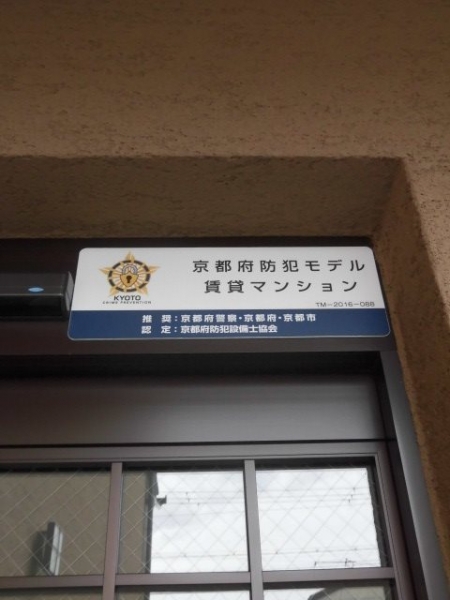 京都府防犯モデル
賃貸マンション
KYOTO
CRIME PREVENTION
TM-2016-088
推 奨：京都府警察・京都府・京都市
認 定：京都府防犯設備士協会